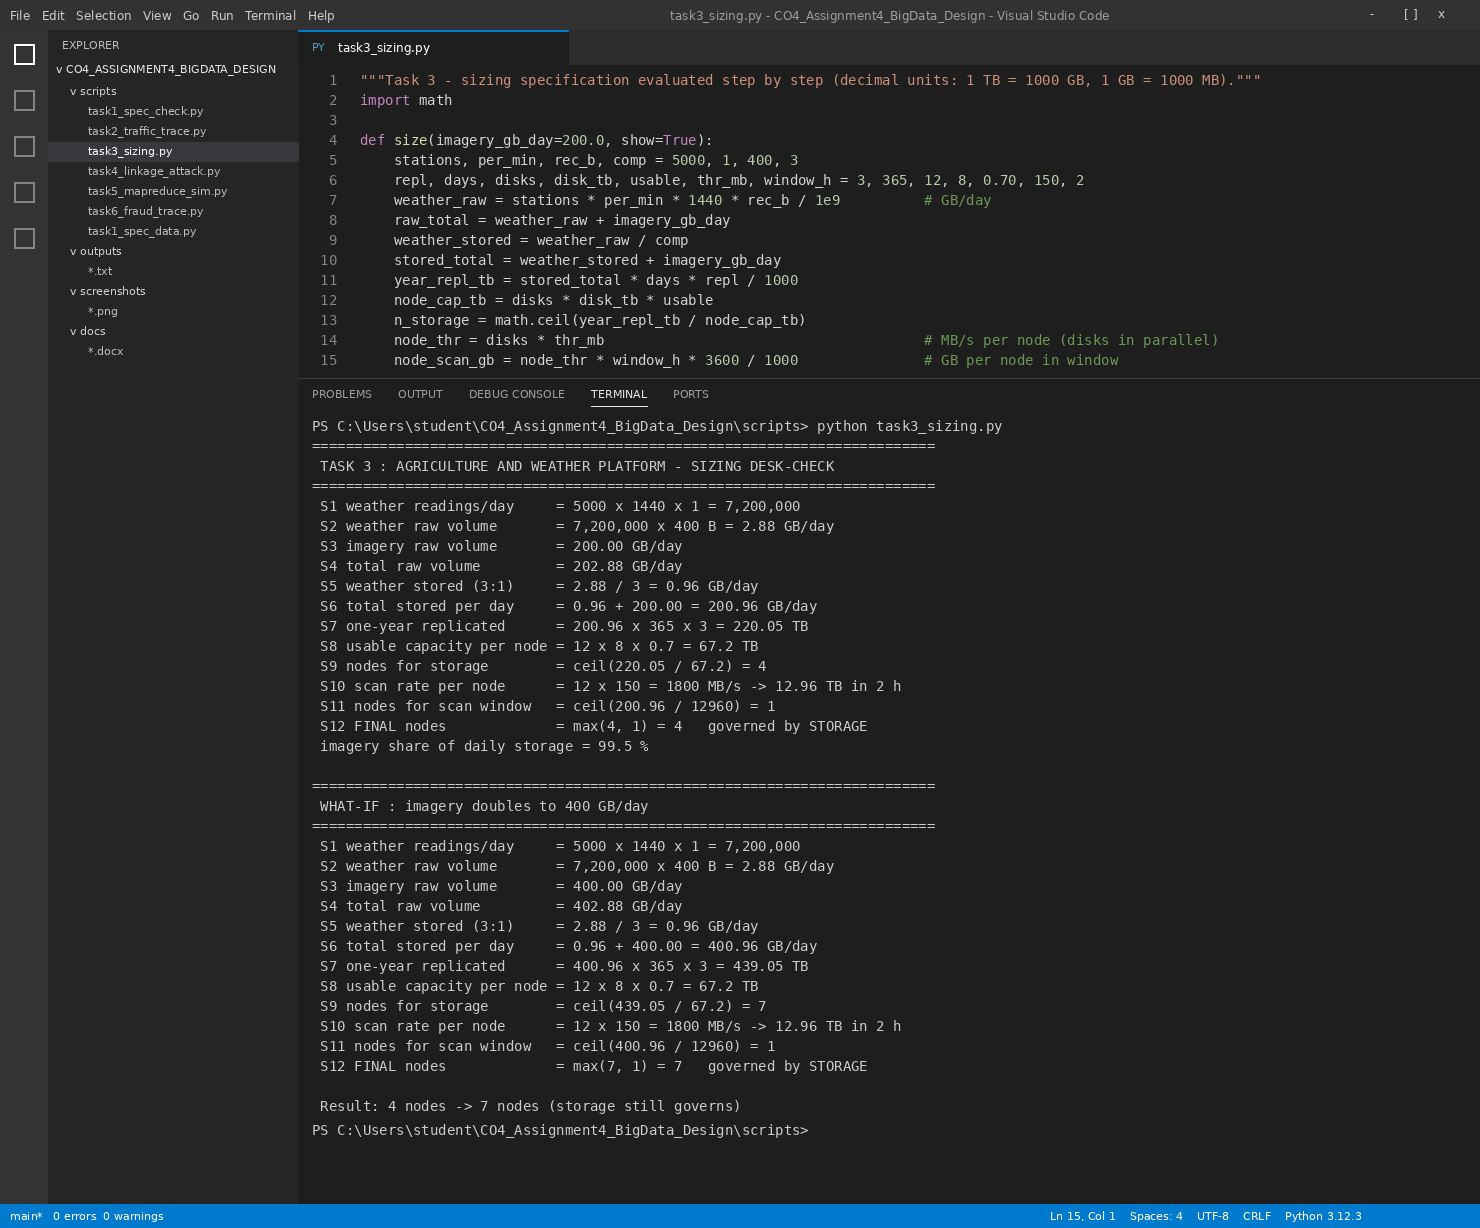 File Edit Selection View Go Run Terminal Help
task3_sizing.py - CO4_Assignment4_BigData_Design - Visual Studio Code
- [ ] x
EXPLORER
v CO4_ASSIGNMENT4_BIGDATA_DESIGN
v scripts
task1_spec_check.py
task2_traffic_trace.py
task3_sizing.py
task4_linkage_attack.py
task5_mapreduce_sim.py
task6_fraud_trace.py
task1_spec_data.py
v outputs
*.txt
v screenshots
*.png
v docs
*.docx
PY task3_sizing.py
1 """Task 3 - sizing specification evaluated step by step (decimal units: 1 TB = 1000 GB, 1 GB = 1000 MB)."""
2 import math
3
4 def size(imagery_gb_day=200.0, show=True):
5     stations, per_min, rec_b, comp = 5000, 1, 400, 3
6     repl, days, disks, disk_tb, usable, thr_mb, window_h = 3, 365, 12, 8, 0.70, 150, 2
7     weather_raw = stations * per_min * 1440 * rec_b / 1e9          # GB/day
8     raw_total = weather_raw + imagery_gb_day
9     weather_stored = weather_raw / comp
10     stored_total = weather_stored + imagery_gb_day
11     year_repl_tb = stored_total * days * repl / 1000
12     node_cap_tb = disks * disk_tb * usable
13     n_storage = math.ceil(year_repl_tb / node_cap_tb)
14     node_thr = disks * thr_mb                                      # MB/s per node (disks in parallel)
15     node_scan_gb = node_thr * window_h * 3600 / 1000               # GB per node in window
PROBLEMS OUTPUT DEBUG CONSOLE TERMINAL PORTS
PS C:\Users\student\CO4_Assignment4_BigData_Design\scripts> python task3_sizing.py
==========================================================================
 TASK 3 : AGRICULTURE AND WEATHER PLATFORM - SIZING DESK-CHECK
==========================================================================
 S1 weather readings/day     = 5000 x 1440 x 1 = 7,200,000
 S2 weather raw volume       = 7,200,000 x 400 B = 2.88 GB/day
 S3 imagery raw volume       = 200.00 GB/day
 S4 total raw volume         = 202.88 GB/day
 S5 weather stored (3:1)     = 2.88 / 3 = 0.96 GB/day
 S6 total stored per day     = 0.96 + 200.00 = 200.96 GB/day
 S7 one-year replicated      = 200.96 x 365 x 3 = 220.05 TB
 S8 usable capacity per node = 12 x 8 x 0.7 = 67.2 TB
 S9 nodes for storage        = ceil(220.05 / 67.2) = 4
 S10 scan rate per node      = 12 x 150 = 1800 MB/s -> 12.96 TB in 2 h
 S11 nodes for scan window   = ceil(200.96 / 12960) = 1
 S12 FINAL nodes             = max(4, 1) = 4   governed by STORAGE
 imagery share of daily storage = 99.5 %
==========================================================================
 WHAT-IF : imagery doubles to 400 GB/day
==========================================================================
 S1 weather readings/day     = 5000 x 1440 x 1 = 7,200,000
 S2 weather raw volume       = 7,200,000 x 400 B = 2.88 GB/day
 S3 imagery raw volume       = 400.00 GB/day
 S4 total raw volume         = 402.88 GB/day
 S5 weather stored (3:1)     = 2.88 / 3 = 0.96 GB/day
 S6 total stored per day     = 0.96 + 400.00 = 400.96 GB/day
 S7 one-year replicated      = 400.96 x 365 x 3 = 439.05 TB
 S8 usable capacity per node = 12 x 8 x 0.7 = 67.2 TB
 S9 nodes for storage        = ceil(439.05 / 67.2) = 7
 S10 scan rate per node      = 12 x 150 = 1800 MB/s -> 12.96 TB in 2 h
 S11 nodes for scan window   = ceil(400.96 / 12960) = 1
 S12 FINAL nodes             = max(7, 1) = 7   governed by STORAGE
 Result: 4 nodes -> 7 nodes (storage still governs)
PS C:\Users\student\CO4_Assignment4_BigData_Design\scripts>
main* 0 errors 0 warnings
Ln 15, Col 1 Spaces: 4 UTF-8 CRLF Python 3.12.3